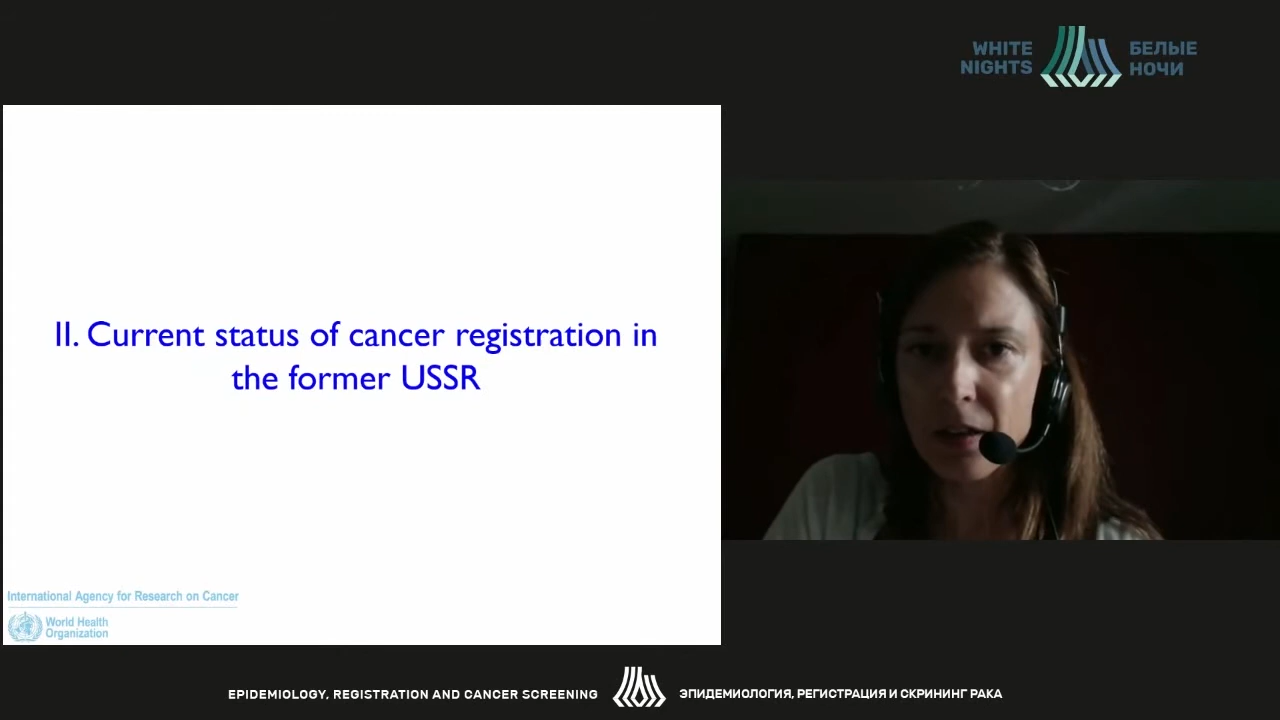 WHITE
NIGHTS
БЕЛЫЕ
НОЧИ
II. Current status of cancer registration in
the former USSR
International Agency for Research on Cancer
World Health
Organization
EPIDEMIOLOGY, REGISTRATION AND CANCER SCREENING
ЭПИДЕМИОЛОГИЯ, РЕГИСТРАЦИЯ И СКРИНИНГ РАКА